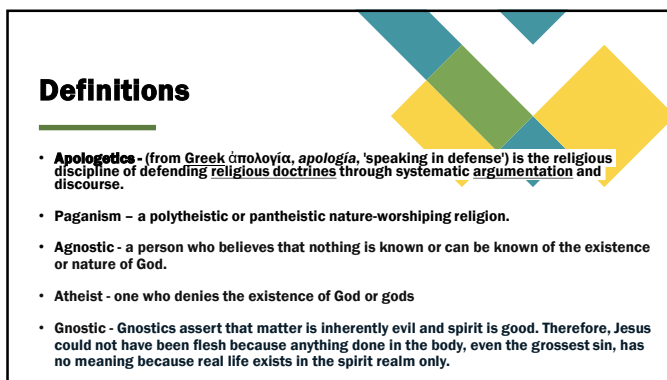 Definitions
• Apologetics - (from Greek ἀπολογία, apología, 'speaking in defense') is the religious
discipline of defending religious doctrines through systematic argumentation and
discourse.
• Paganism – a polytheistic or pantheistic nature-worshiping religion.
• Agnostic - a person who believes that nothing is known or can be known of the existence
or nature of God.
• Atheist - one who denies the existence of God or gods
• Gnostic - Gnostics assert that matter is inherently evil and spirit is good. Therefore, Jesus
could not have been flesh because anything done in the body, even the grossest sin, has
no meaning because real life exists in the spirit realm only.